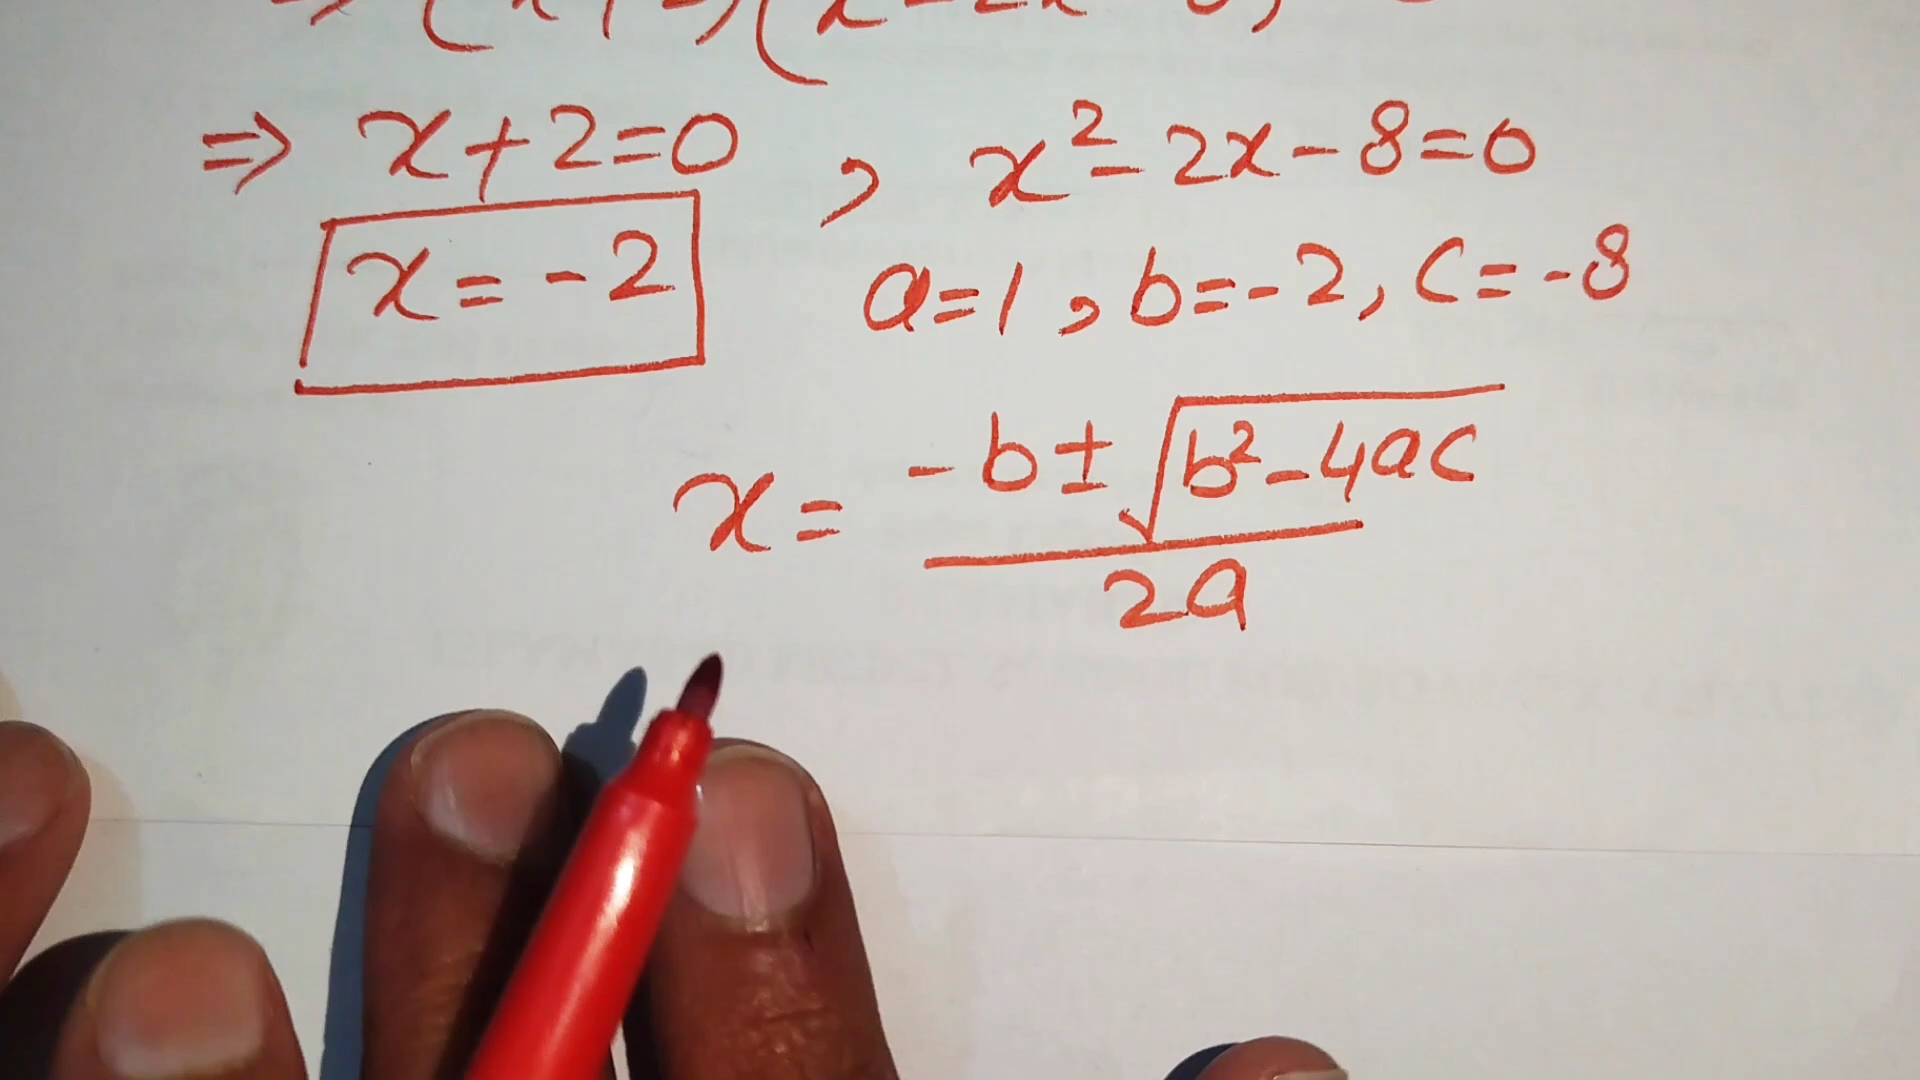 ⇒ x+2=0 , x²-2x-8=0
x=-2
a=1, b=-2, c=-8
x= -b±√b²-4ac / 2a